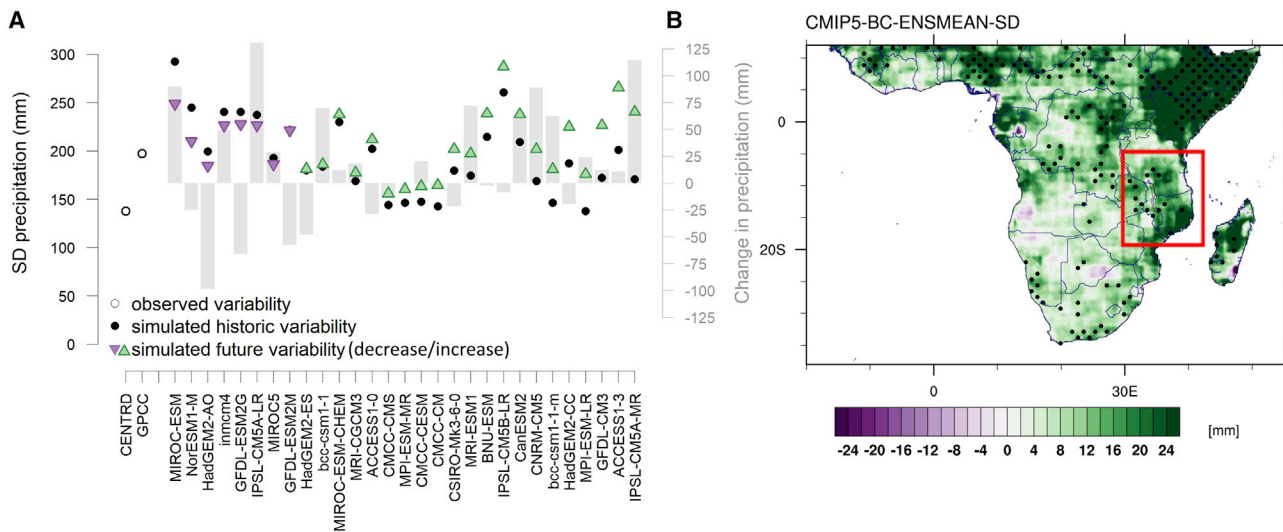 A
SD precipitation (mm)
300
250
200
150
100
50
0
125
100
75
50
25
0
-25
-50
-75
-100
-125
Change in precipitation (mm)
observed variability
simulated historic variability
simulated future variability (decrease/increase)
CENTRD
GPCC
MIROC-ESM
NorESM1-M
HadGEM2-AO
inmcm4
GFDL-ESM2G
IPSL-CM5A-LR
MIROC5
GFDL-ESM2M
HadGEM2-ES
bcc-csm1-1
MIROC-ESM-CHEM
MRI-CGCM3
ACCESS1-0
CMCC-CMS
MPI-ESM-MR
CMCC-CESM
CMCC-CM
CSIRO-Mk3-6-0
MRI-ESM1
BNU-ESM
IPSL-CM5B-LR
CanESM2
CNRM-CM5
bcc-csm1-1-m
HadGEM2-CC
MPI-ESM-LR
GFDL-CM3
ACCESS1-3
IPSL-CM5A-MR
B
CMIP5-BC-ENSMEAN-SD
0
20S
0
30E
[mm]
-24 -20 -16 -12 -8 -4 0 4 8 12 16 20 24